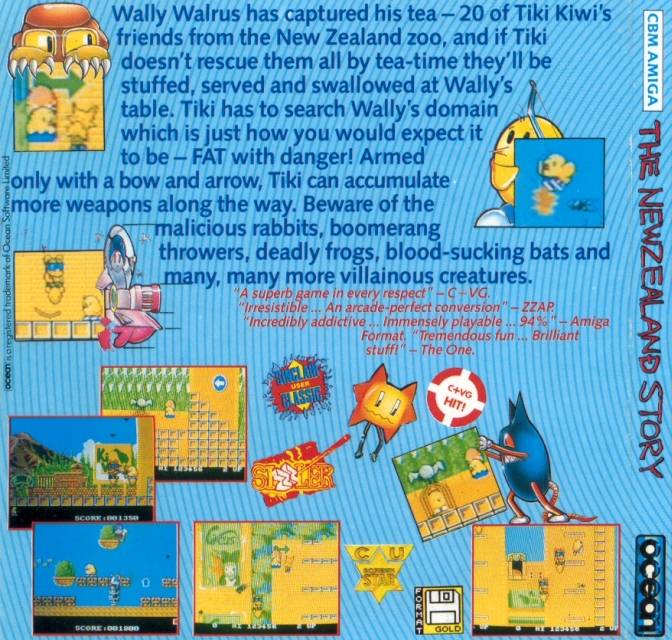 Wally Walrus has captured his tea – 20 of Tiki Kiwi's
friends from the New Zealand zoo, and if Tiki
doesn't rescue them all by tea-time they'll be
stuffed, served and swallowed at Wally's
table. Tiki has to search Wally's domain
which is just how you would expect it
to be – FAT with danger! Armed
only with a bow and arrow, Tiki can accumulate
more weapons along the way. Beware of the
malicious rabbits, boomerang
throwers, deadly frogs, blood-sucking bats and
many, many more villainous creatures.
"A superb game in every respect" – C+VG.
"Irresistible ... An arcade-perfect conversion" – ZZAP.
"Incredibly addictive ... Immensely playable ... 94%." – Amiga
Format. "Tremendous fun ... Brilliant
stuff!" – The One.
SINCLAIR
USER
CLASSIC
C+VG
HIT!
SIZZLER
SCORE:001350
SCORE:001800
HI 123456
C U
SCREEN
STAR
FORMAT
GOLD
CBM AMIGA
THE NEWZEALAND STORY
ocean
ocean is a registered trademark of Ocean Software Limited